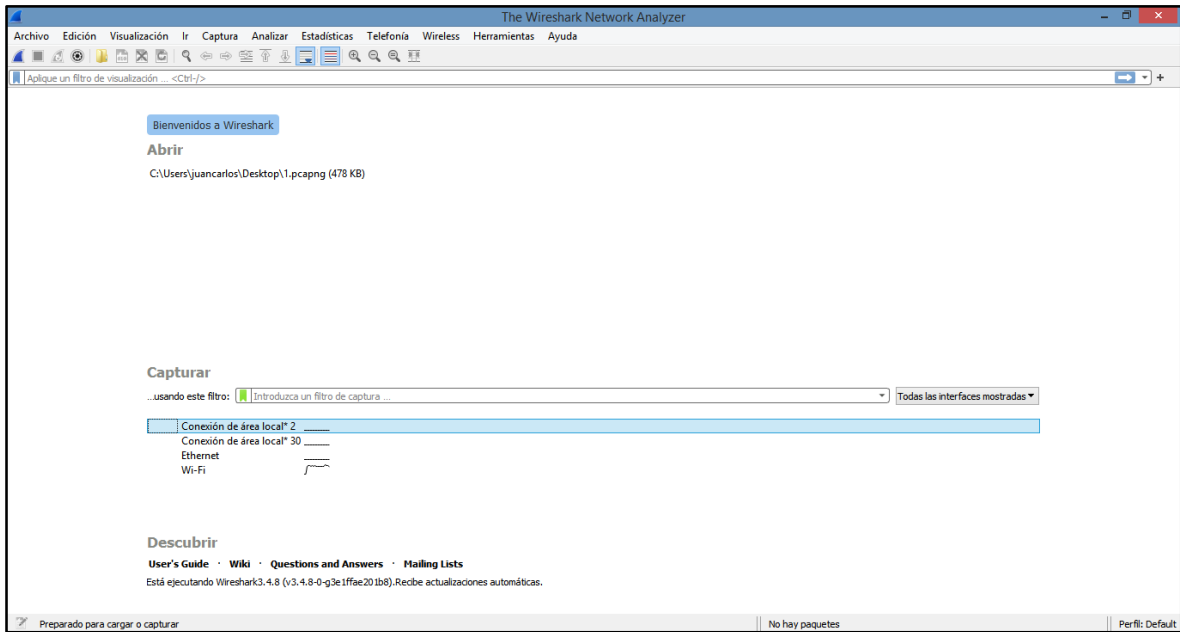 The Wireshark Network Analyzer
Archivo Edición Visualización Ir Captura Analizar Estadísticas Telefonía Wireless Herramientas Ayuda
Aplique un filtro de visualización ... <Ctrl-/>
Bienvenidos a Wireshark
Abrir
C:\Users\juancarlos\Desktop\1.pcapng (478 KB)
Capturar
...usando este filtro: Introduzca un filtro de captura ... Todas las interfaces mostradas
Conexión de área local* 2
Conexión de área local* 30
Ethernet
Wi-Fi
Descubrir
User's Guide · Wiki · Questions and Answers · Mailing Lists
Está ejecutando Wireshark3.4.8 (v3.4.8-0-g3e1ffae201b8).Recibe actualizaciones automáticas.
Preparado para cargar o capturar No hay paquetes Perfil: Default